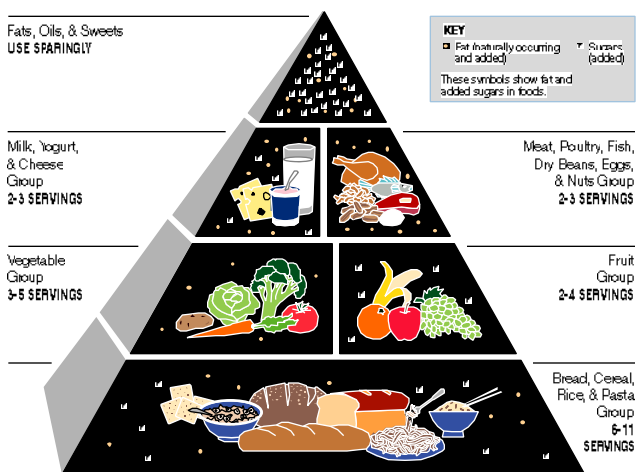 Fats, Oils, & Sweets
USE SPARINGLY
KEY
Fat (naturally occurring
and added)
Sugars
(added)
These symbols show fat and
added sugars in foods.
Milk, Yogurt,
& Cheese
Group
2-3 SERVINGS
Meat, Poultry, Fish,
Dry Beans, Eggs,
& Nuts Group
2-3 SERVINGS
Vegetable
Group
3-5 SERVINGS
Fruit
Group
2-4 SERVINGS
Bread, Cereal,
Rice, & Pasta
Group
6-11
SERVINGS